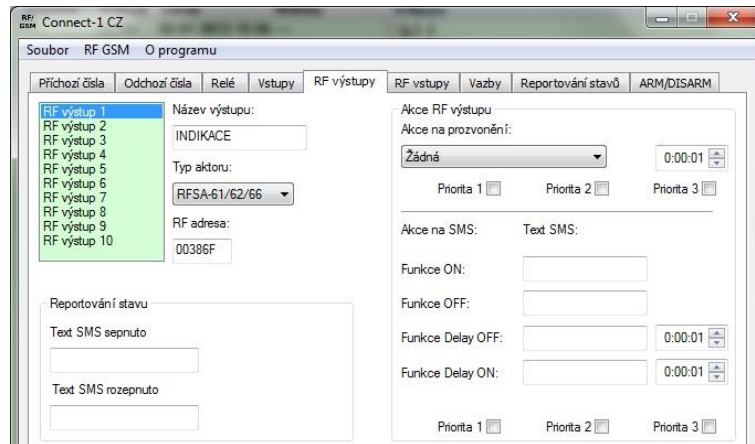 RF/
GSM Connect-1 CZ
Soubor RF GSM O programu
Příchozí čísla Odchozí čísla Relé Vstupy RF výstupy RF vstupy Vazby Reportování stavů ARM/DISARM
RF výstup 1
RF výstup 2
RF výstup 3
RF výstup 4
RF výstup 5
RF výstup 6
RF výstup 7
RF výstup 8
RF výstup 9
RF výstup 10
Název výstupu:
INDIKACE
Typ aktoru:
RFSA-61/62/66
RF adresa:
00386F
Reportování stavu
Text SMS sepnuto
Text SMS rozepnuto
Akce RF výstupu
Akce na prozvonění:
Žádná 0:00:01
Priorita 1 Priorita 2 Priorita 3
Akce na SMS: Text SMS:
Funkce ON:
Funkce OFF:
Funkce Delay OFF: 0:00:01
Funkce Delay ON: 0:00:01
Priorita 1 Priorita 2 Priorita 3